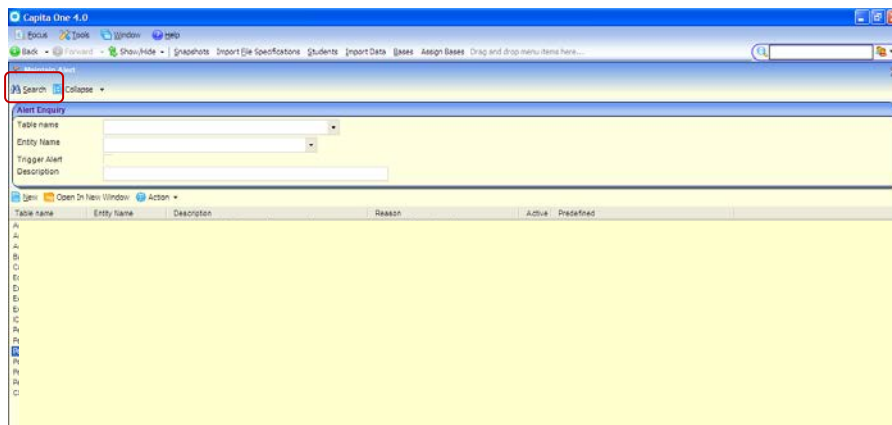 Capita One 4.0
Focus Tools Window Help
Back Forward Show/Hide Snapshots Import File Specifications Students Import Data Bases Assign Bases Drag and drop menu items here...
Maintain Alert
Search Collapse
Alert Enquiry
Table name
Entity Name
Trigger Alert
Description
New Open In New Window Action
Table name Entity Name Description Reason Active Predefined